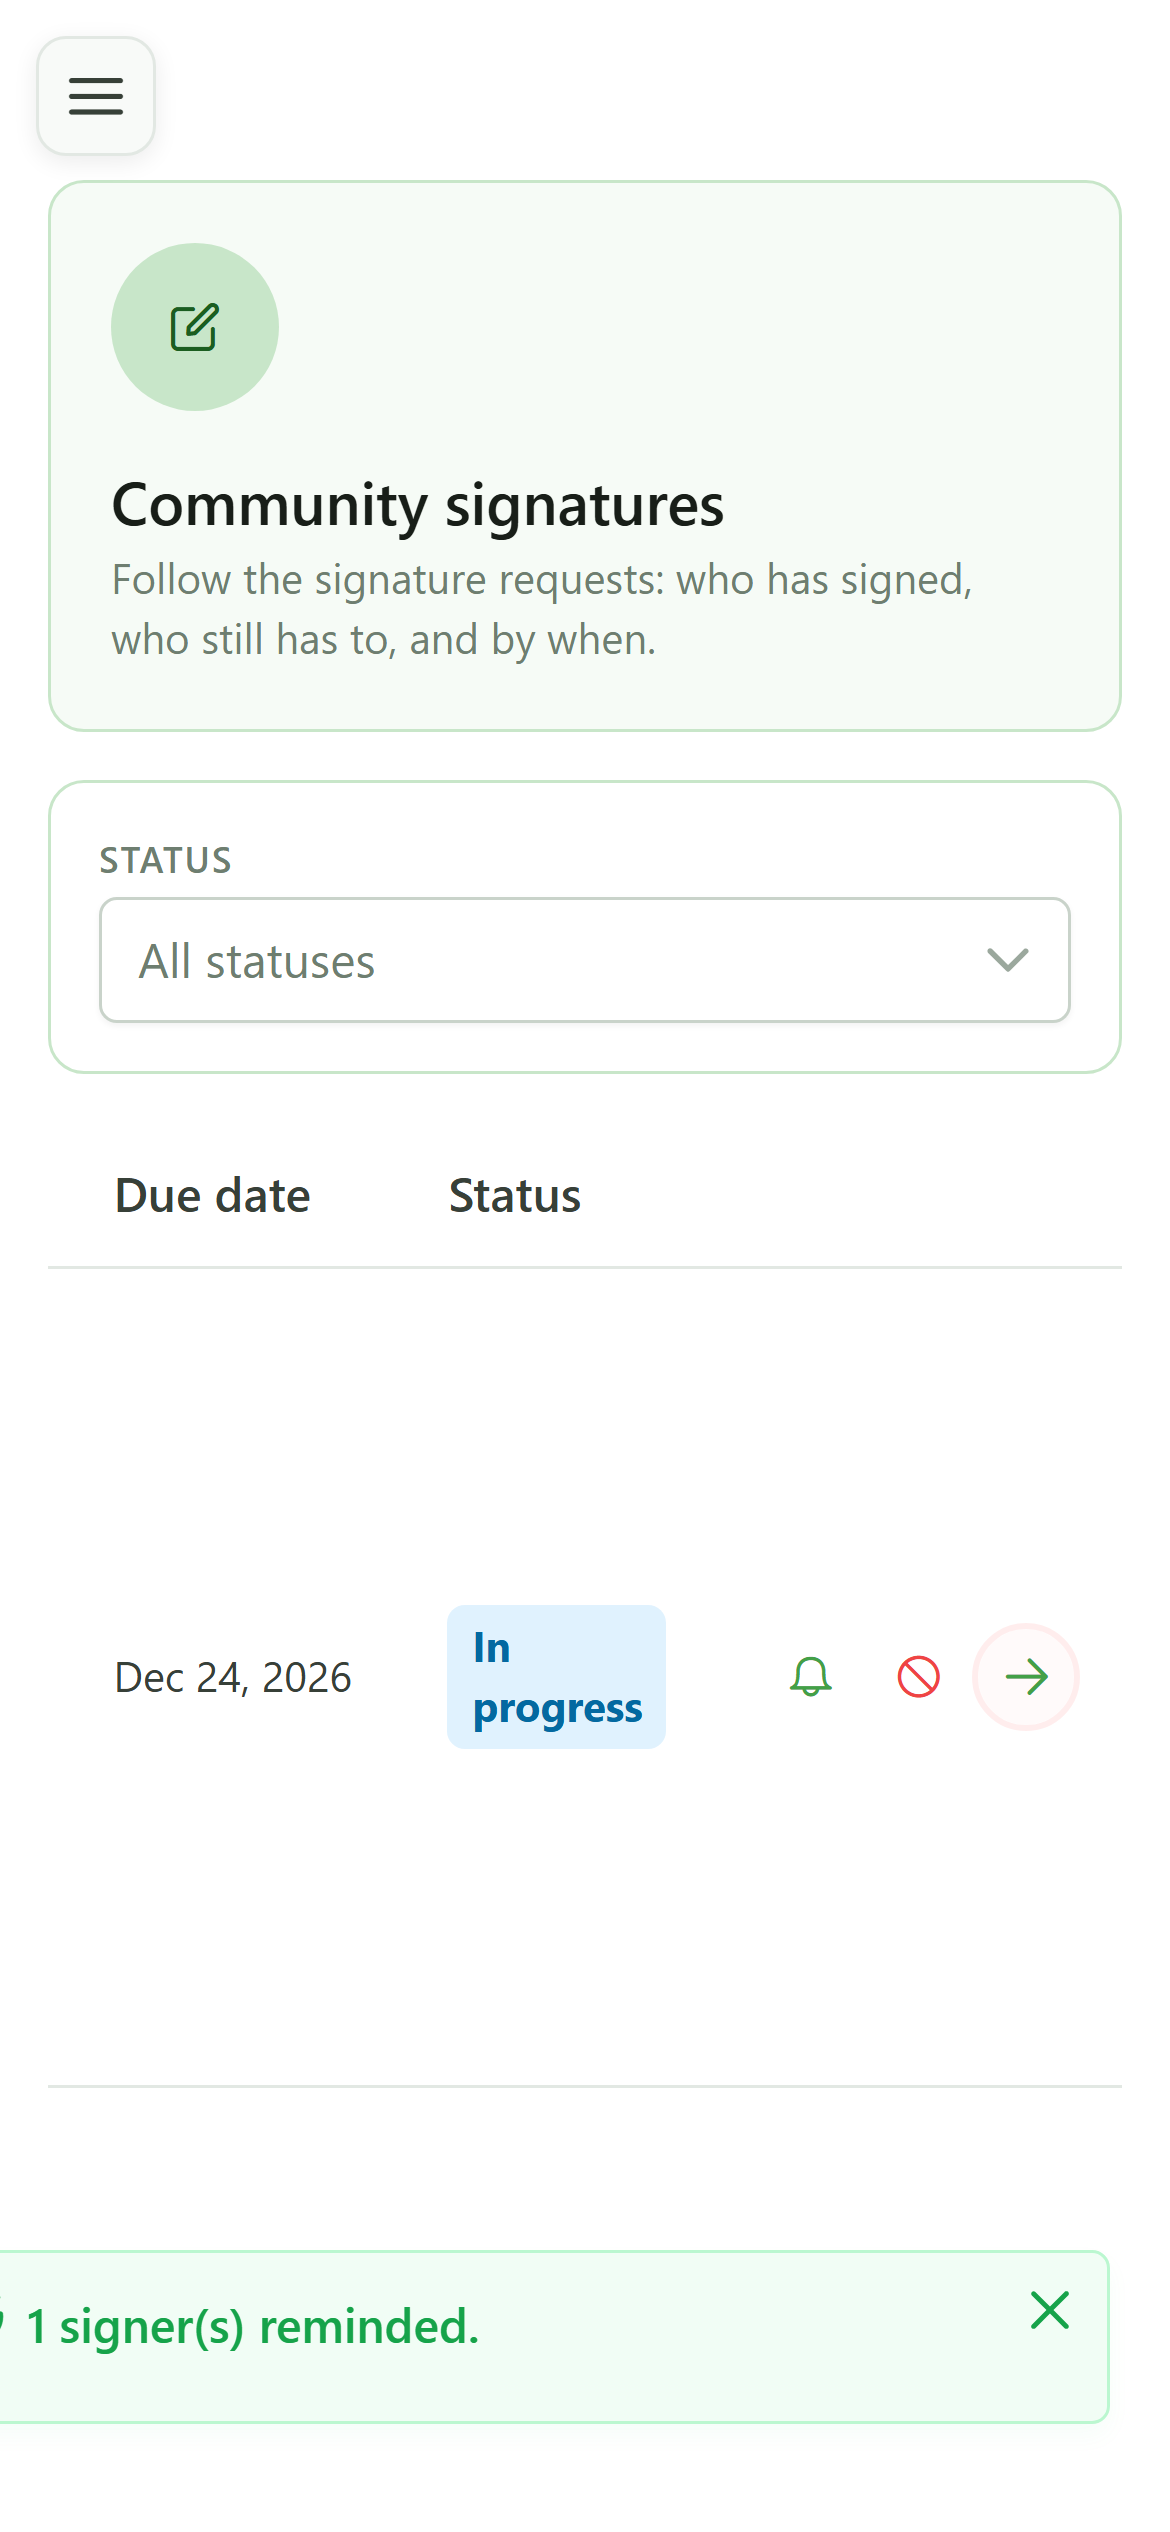 Community signatures
Follow the signature requests: who has signed,
who still has to, and by when.
STATUS
All statuses
Due date Status
Dec 24, 2026 In
progress
1 signer(s) reminded.